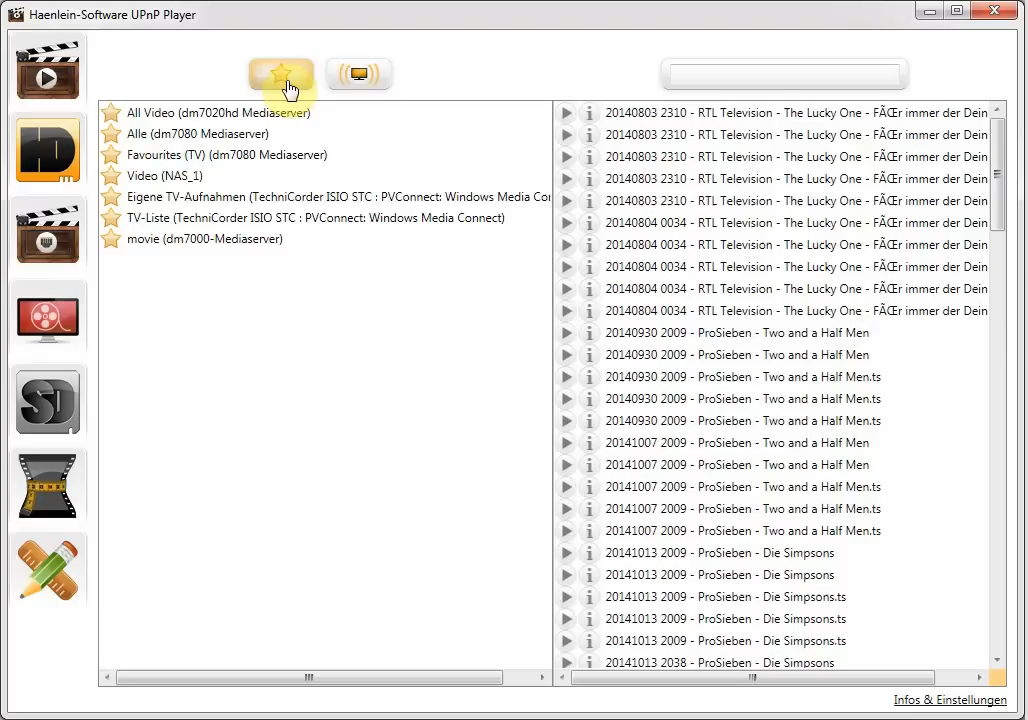 Haenlein-Software UPnP Player
HD
SD
All Video (dm7020hd Mediaserver)
Alle (dm7080 Mediaserver)
Favourites (TV) (dm7080 Mediaserver)
Video (NAS_1)
Eigene TV-Aufnahmen (TechniCorder ISIO STC : PVConnect: Windows Media Co
TV-Liste (TechniCorder ISIO STC : PVConnect: Windows Media Connect)
movie (dm7000-Mediaserver)
20140803 2310 - RTL Television - The Lucky One - FÃŒr immer der Dein
20140803 2310 - RTL Television - The Lucky One - FÃŒr immer der Dein
20140803 2310 - RTL Television - The Lucky One - FÃŒr immer der Dein
20140803 2310 - RTL Television - The Lucky One - FÃŒr immer der Dein
20140803 2310 - RTL Television - The Lucky One - FÃŒr immer der Dein
20140804 0034 - RTL Television - The Lucky One - FÃŒr immer der Dein
20140804 0034 - RTL Television - The Lucky One - FÃŒr immer der Dein
20140804 0034 - RTL Television - The Lucky One - FÃŒr immer der Dein
20140804 0034 - RTL Television - The Lucky One - FÃŒr immer der Dein
20140804 0034 - RTL Television - The Lucky One - FÃŒr immer der Dein
20140930 2009 - ProSieben - Two and a Half Men
20140930 2009 - ProSieben - Two and a Half Men
20140930 2009 - ProSieben - Two and a Half Men.ts
20140930 2009 - ProSieben - Two and a Half Men.ts
20140930 2009 - ProSieben - Two and a Half Men.ts
20141007 2009 - ProSieben - Two and a Half Men
20141007 2009 - ProSieben - Two and a Half Men
20141007 2009 - ProSieben - Two and a Half Men.ts
20141007 2009 - ProSieben - Two and a Half Men.ts
20141007 2009 - ProSieben - Two and a Half Men.ts
20141013 2009 - ProSieben - Die Simpsons
20141013 2009 - ProSieben - Die Simpsons
20141013 2009 - ProSieben - Die Simpsons.ts
20141013 2009 - ProSieben - Die Simpsons.ts
20141013 2009 - ProSieben - Die Simpsons.ts
20141013 2038 - ProSieben - Die Simpsons
Infos & Einstellungen